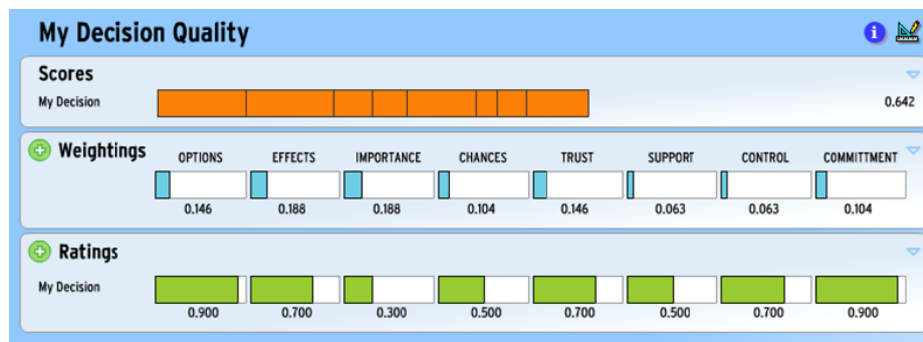 My Decision Quality
i
Scores
My Decision 0.642
Weightings OPTIONS EFFECTS IMPORTANCE CHANCES TRUST SUPPORT CONTROL COMMITTMENT
0.146 0.188 0.188 0.104 0.146 0.063 0.063 0.104
Ratings
My Decision
0.900 0.700 0.300 0.500 0.700 0.500 0.700 0.900